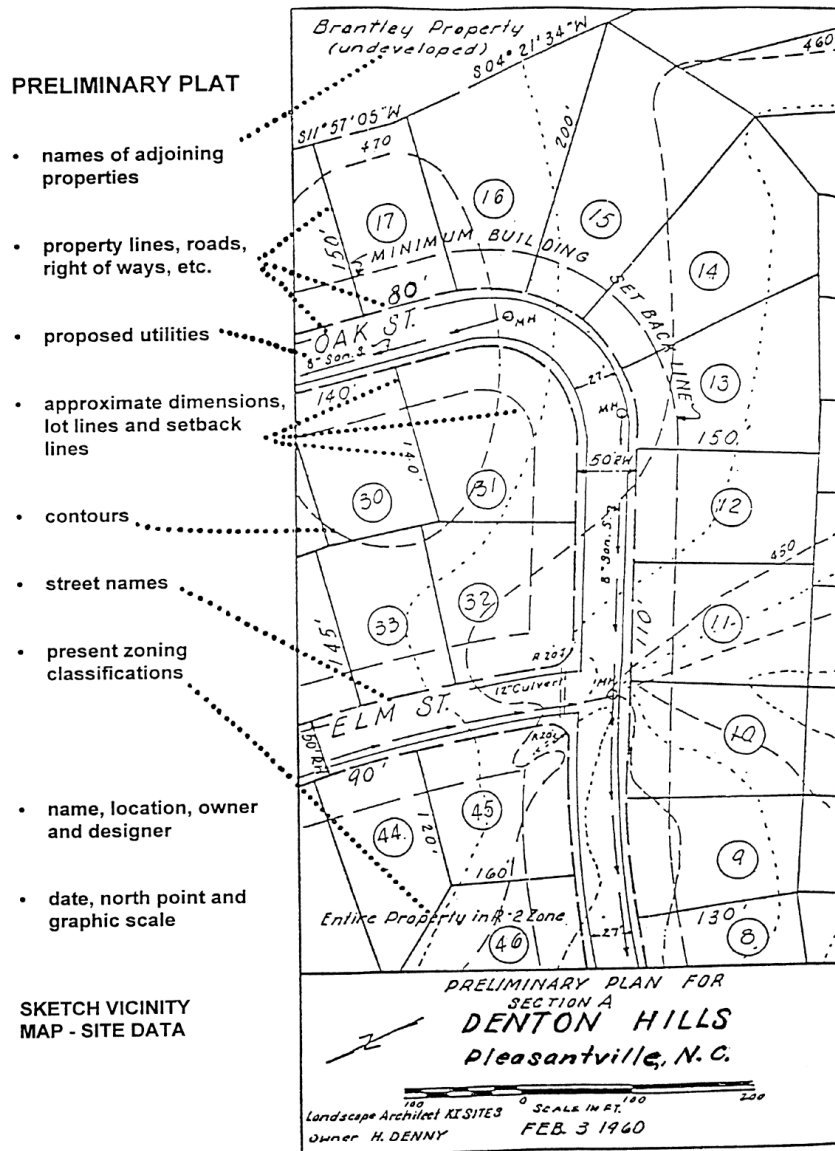 PRELIMINARY PLAT
• names of adjoining
properties
• property lines, roads,
right of ways, etc.
• proposed utilities
• approximate dimensions,
lot lines and setback
lines
• contours
• street names
• present zoning
classifications
• name, location, owner
and designer
• date, north point and
graphic scale
SKETCH VICINITY
MAP - SITE DATA
Brantley Property
(undeveloped)
S 04° 21' 34" W
460
S11° 57' 05" W
470
200'
16
17
15
150'
MINIMUM BUILDING
SET BACK LINE
14
80'
OAK ST.
MH
8" San. S.
27'
13
140'
MH
150'
140'
50' RW
31
30
12
8" San. S.
450
32
33
11
145'
110'
R 20'
12" Culvert
MH
ELM ST.
R 20'
10
50' RW
90'
45
44
120'
9
160'
Entire Property in R-2 Zone
130'
46
27'
8
PRELIMINARY PLAN FOR
SECTION A
DENTON HILLS
Pleasantville, N.C.
Z
100 0 100 200
SCALE IN FT.
Landscape Architect
Owner H. DENNY
FEB 3 1960